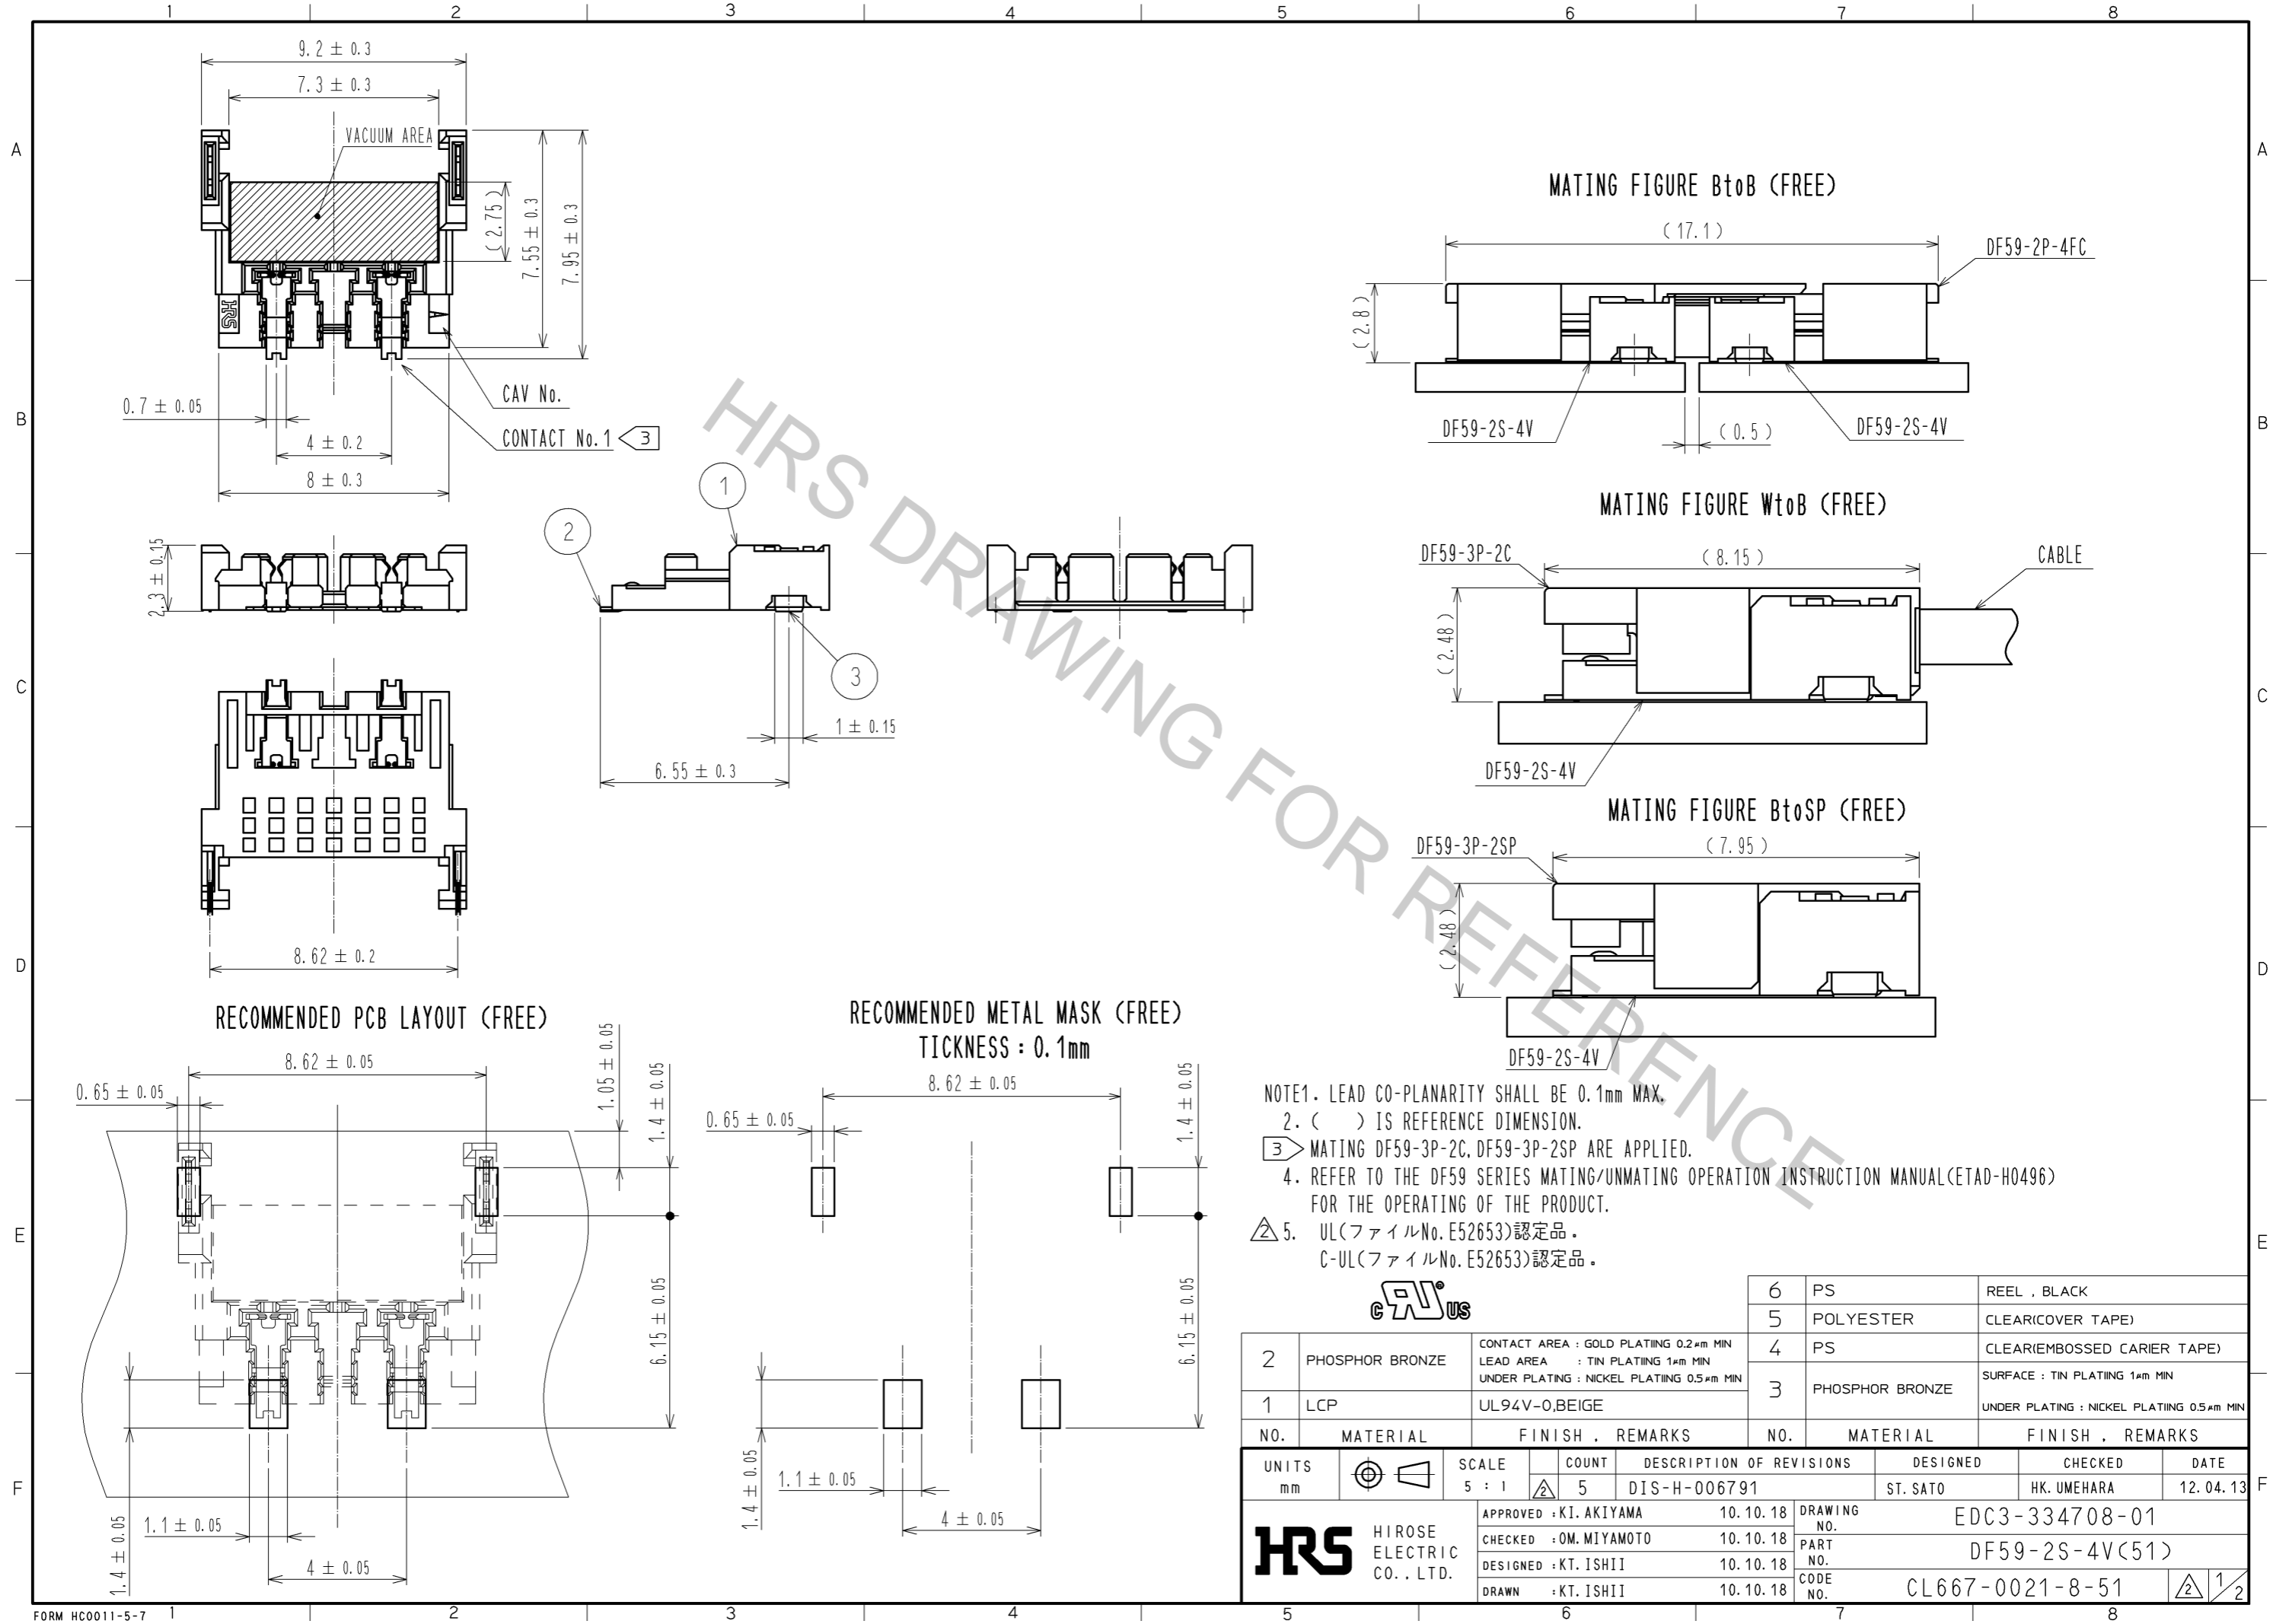 1 2 3 4 5 6 7 8
A
B
C
D
E
F
A
B
C
D
E
F
9.2 ± 0.3
7.3 ± 0.3
VACUUM AREA
(2.75)
7.55 ± 0.3
7.95 ± 0.3
HRS
A
CAV No.
CONTACT No.1 3
0.7 ± 0.05
4 ± 0.2
8 ± 0.3
2.3 ± 0.15
1
2
3
1 ± 0.15
6.55 ± 0.3
8.62 ± 0.2
MATING FIGURE BtoB (FREE)
(17.1)
DF59-2P-4FC
(2.8)
DF59-2S-4V
(0.5)
DF59-2S-4V
MATING FIGURE WtoB (FREE)
DF59-3P-2C
(8.15)
CABLE
(2.48)
DF59-2S-4V
MATING FIGURE BtoSP (FREE)
DF59-3P-2SP
(7.95)
(2.48)
DF59-2S-4V
HRS DRAWING FOR REFERENCE
RECOMMENDED PCB LAYOUT (FREE)
8.62 ± 0.05
0.65 ± 0.05
1.05 ± 0.05
1.4 ± 0.05
6.15 ± 0.05
1.4 ± 0.05
1.1 ± 0.05
4 ± 0.05
RECOMMENDED METAL MASK (FREE)
TICKNESS : 0.1mm
8.62 ± 0.05
0.65 ± 0.05
1.4 ± 0.05
6.15 ± 0.05
1.4 ± 0.05
1.1 ± 0.05
4 ± 0.05
NOTE1. LEAD CO-PLANARITY SHALL BE 0.1mm MAX.
2. ( ) IS REFERENCE DIMENSION.
3 MATING DF59-3P-2C, DF59-3P-2SP ARE APPLIED.
4. REFER TO THE DF59 SERIES MATING/UNMATING OPERATION INSTRUCTION MANUAL(ETAD-H0496)
FOR THE OPERATING OF THE PRODUCT.
2 5. UL(ファイルNo.E52653)認定品。
C-UL(ファイルNo.E52653)認定品。
c RU ® US
6 PS REEL , BLACK
5 POLYESTER CLEAR(COVER TAPE)
4 PS CLEAR(EMBOSSED CARIER TAPE)
3 PHOSPHOR BRONZE SURFACE : TIN PLATIING 1μm MIN
UNDER PLATING : NICKEL PLATIING 0.5μm MIN
2 PHOSPHOR BRONZE CONTACT AREA : GOLD PLATIING 0.2μm MIN
LEAD AREA : TIN PLATIING 1μm MIN
UNDER PLATING : NICKEL PLATIING 0.5μm MIN
1 LCP UL94V-0,BEIGE
NO. MATERIAL FINISH , REMARKS NO. MATERIAL FINISH , REMARKS
UNITS
mm
SCALE
5 : 1
COUNT DESCRIPTION OF REVISIONS DESIGNED CHECKED DATE
2 5 DIS-H-006791 ST. SATO HK. UMEHARA 12.04.13
HRS
HIROSE
ELECTRIC
CO., LTD.
APPROVED : KI. AKIYAMA 10.10.18
CHECKED : OM. MIYAMOTO 10.10.18
DESIGNED : KT. ISHII 10.10.18
DRAWN : KT. ISHII 10.10.18
DRAWING NO. EDC3-334708-01
PART NO. DF59-2S-4V(51)
CODE NO. CL667-0021-8-51 2 1/2
FORM HC0011-5-7
1 2 3 4 5 6 7 8